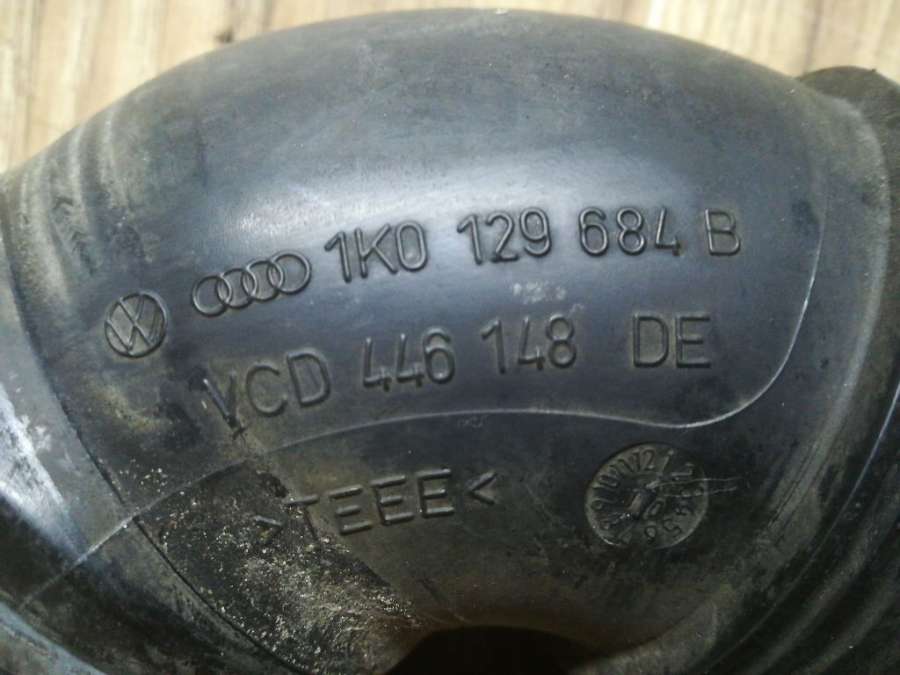 1K0 129 684 B
VCD 446 148 DE
>TEEE<